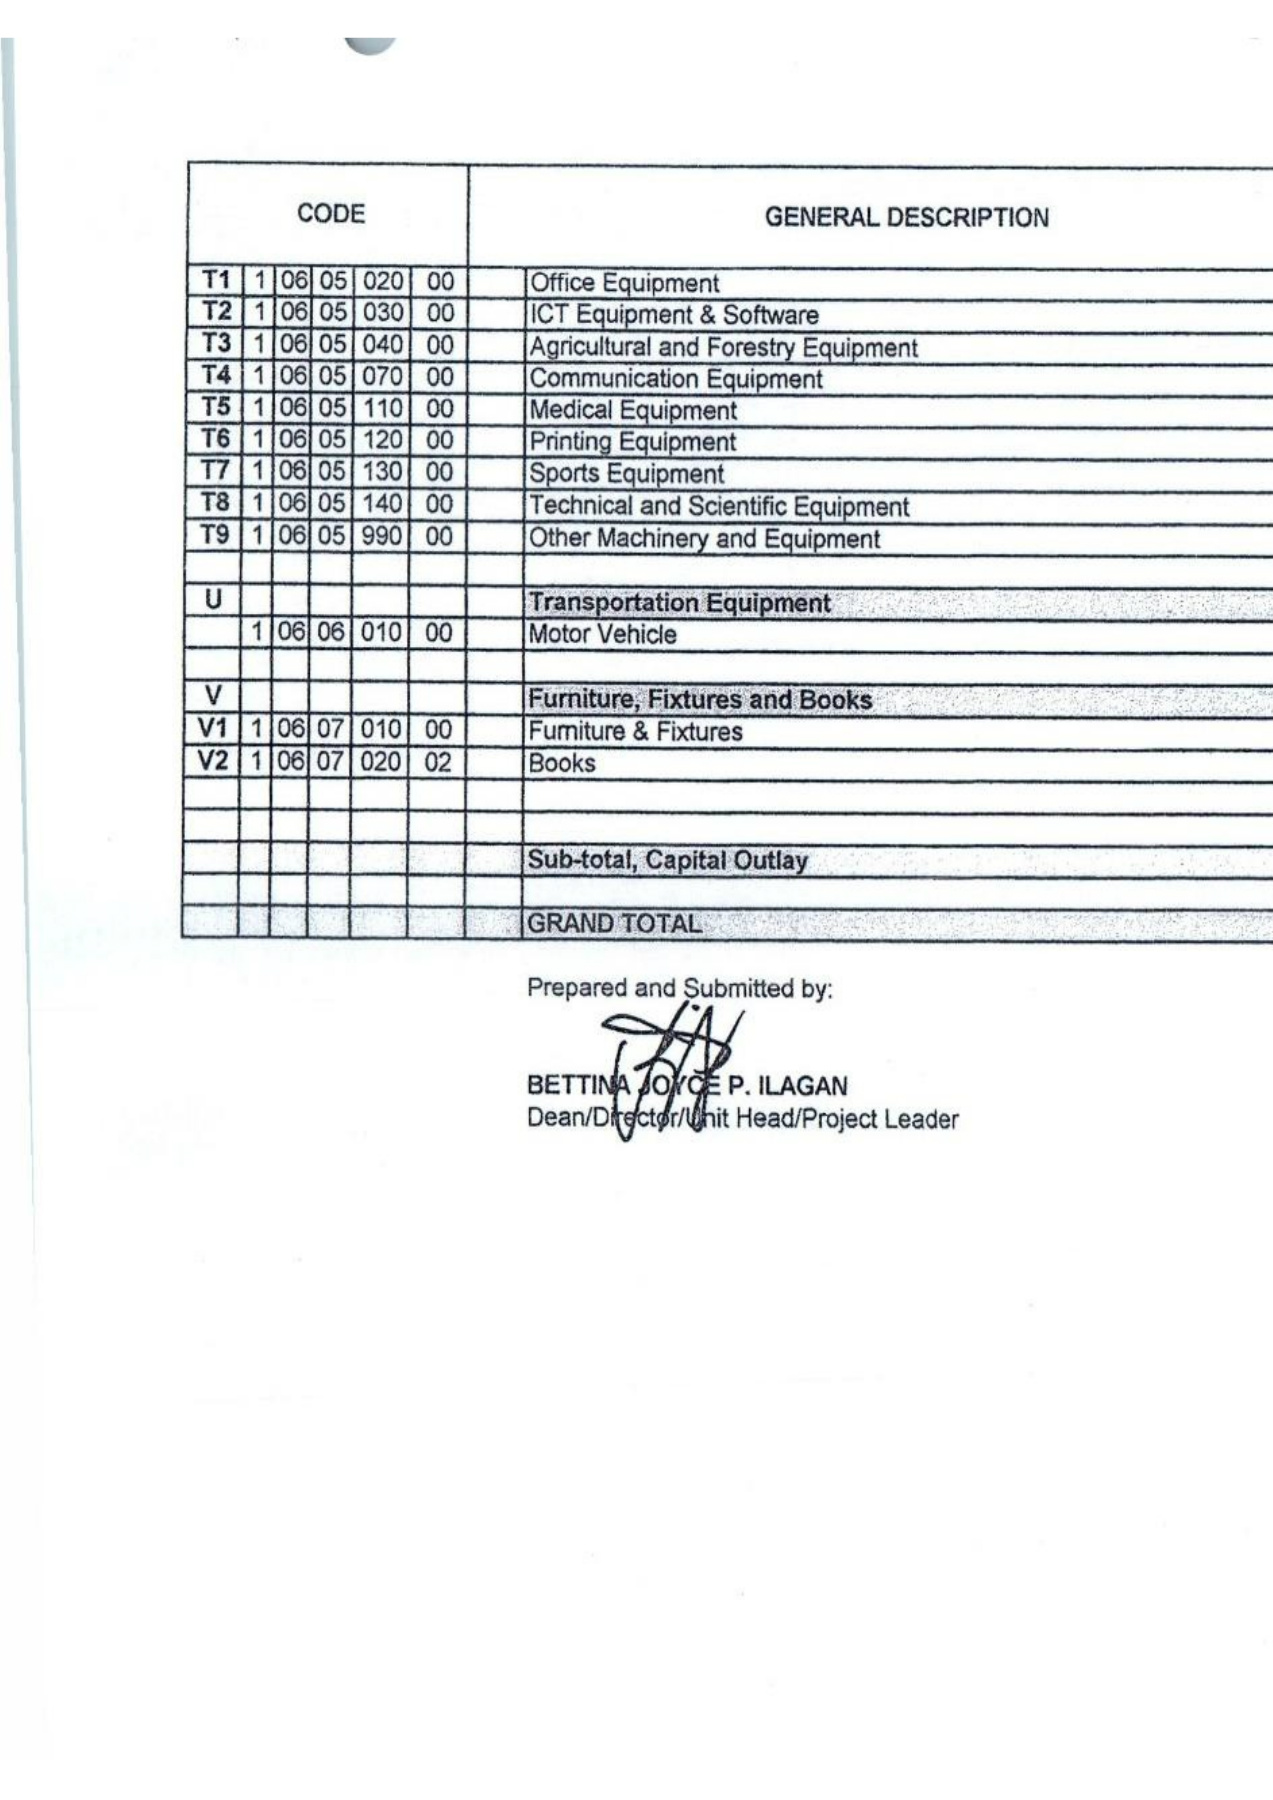 CODE GENERAL DESCRIPTION
T1 1 06 05 020 00 Office Equipment
T2 1 06 05 030 00 ICT Equipment & Software
T3 1 06 05 040 00 Agricultural and Forestry Equipment
T4 1 06 05 070 00 Communication Equipment
T5 1 06 05 110 00 Medical Equipment
T6 1 06 05 120 00 Printing Equipment
T7 1 06 05 130 00 Sports Equipment
T8 1 06 05 140 00 Technical and Scientific Equipment
T9 1 06 05 990 00 Other Machinery and Equipment
U Transportation Equipment
1 06 06 010 00 Motor Vehicle
V Furniture, Fixtures and Books
V1 1 06 07 010 00 Furniture & Fixtures
V2 1 06 07 020 02 Books
Sub-total, Capital Outlay
GRAND TOTAL
Prepared and Submitted by:
BETTINA JOYCE P. ILAGAN
Dean/Director/Unit Head/Project Leader